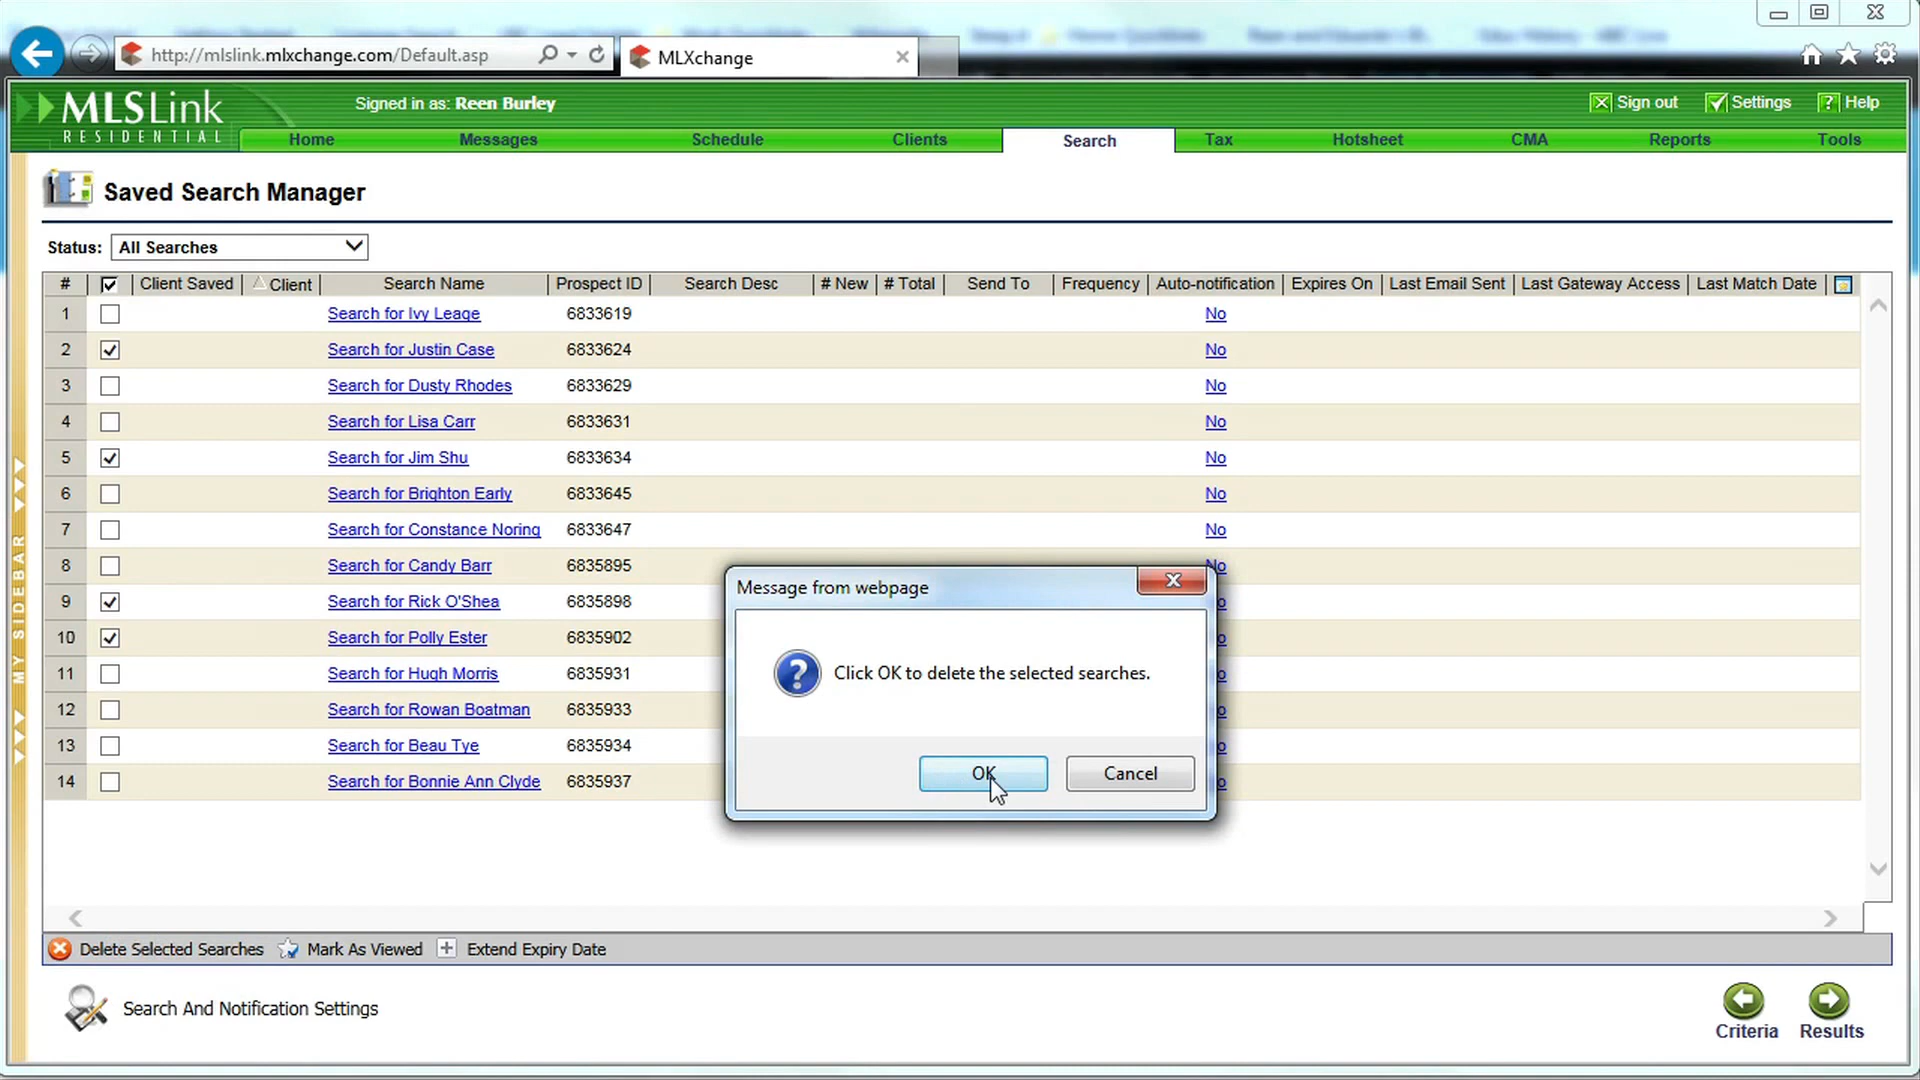 http://mlslink.mlxchange.com/Default.asp
MLXchange
MLSLink
RESIDENTIAL
Signed in as: Reen Burley
Sign out Settings ? Help
Home Messages Schedule Clients Search Tax Hotsheet CMA Reports Tools
Saved Search Manager
Status: All Searches
# Client Saved Client Search Name Prospect ID Search Desc # New # Total Send To Frequency Auto-notification Expires On Last Email Sent Last Gateway Access Last Match Date
1 Search for Ivy Leage 6833619 No
2 Search for Justin Case 6833624 No
3 Search for Dusty Rhodes 6833629 No
4 Search for Lisa Carr 6833631 No
5 Search for Jim Shu 6833634 No
6 Search for Brighton Early 6833645 No
7 Search for Constance Noring 6833647 No
8 Search for Candy Barr 6835895
9 Search for Rick O'Shea 6835898
10 Search for Polly Ester 6835902
11 Search for Hugh Morris 6835931
12 Search for Rowan Boatman 6835933
13 Search for Beau Tye 6835934
14 Search for Bonnie Ann Clyde 6835937
MY SIDEBAR
Message from webpage
Click OK to delete the selected searches.
OK Cancel
Delete Selected Searches Mark As Viewed Extend Expiry Date
Search And Notification Settings
Criteria Results